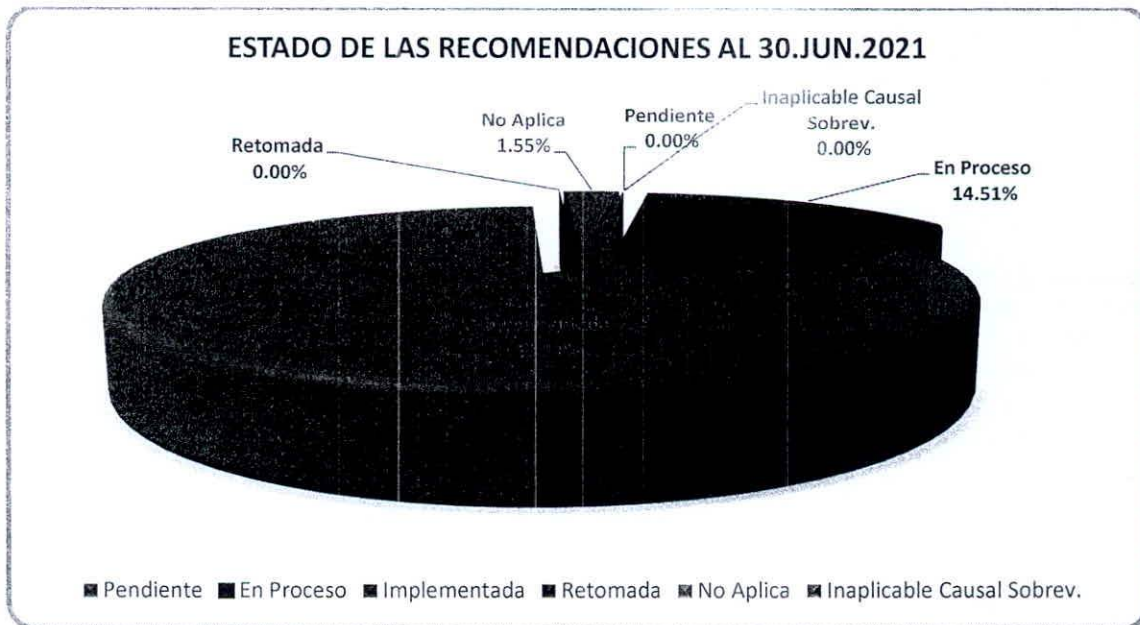 ESTADO DE LAS RECOMENDACIONES AL 30.JUN.2021
Retomada
0.00%
No Aplica
1.55%
Pendiente
0.00%
Inaplicable Causal
Sobrev.
0.00%
En Proceso
14.51%
Pendiente En Proceso Implementada Retomada No Aplica Inaplicable Causal Sobrev.